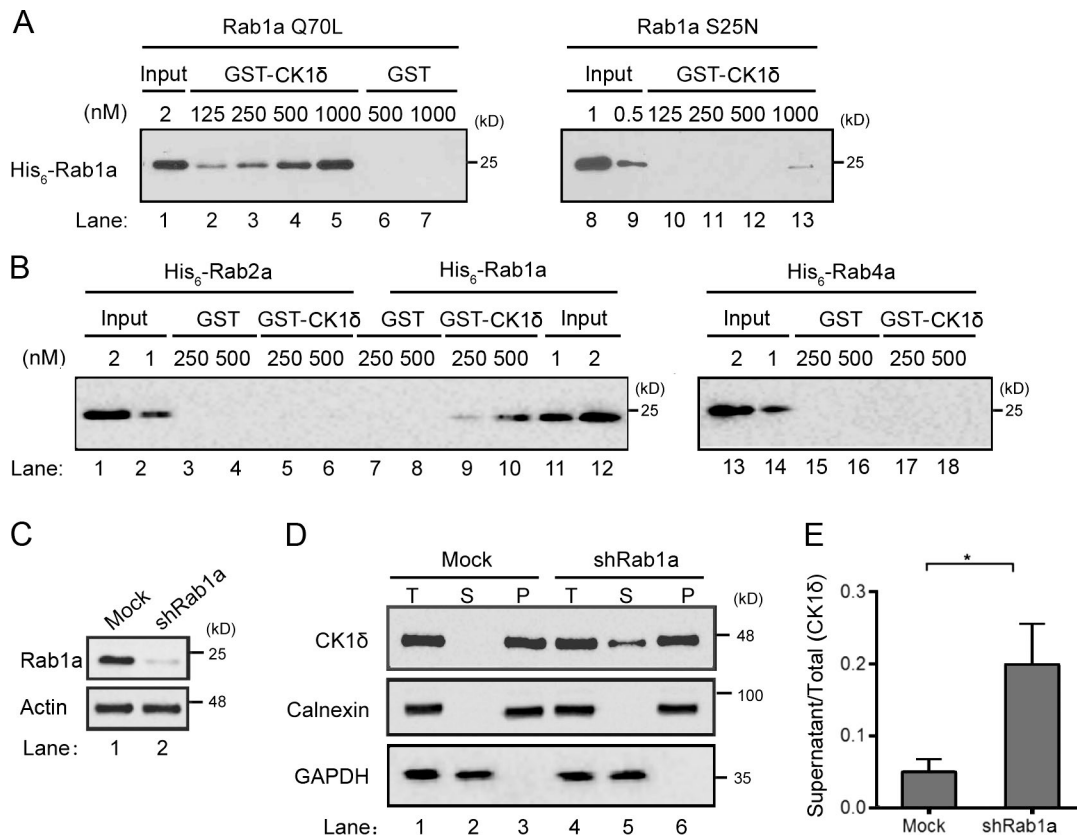 A
Rab1a Q70L
Rab1a S25N
Input GST-CK1δ GST
Input GST-CK1δ
(nM) 2 125 250 500 1000 500 1000 (kD)
1 0.5 125 250 500 1000 (kD)
His6-Rab1a
25
25
Lane: 1 2 3 4 5 6 7
8 9 10 11 12 13
B
His6-Rab2a
His6-Rab1a
His6-Rab4a
Input GST GST-CK1δ GST GST-CK1δ Input
Input GST GST-CK1δ
(nM) 2 1 250 500 250 500 250 500 250 500 1 2 (kD)
2 1 250 500 250 500 (kD)
25
25
Lane: 1 2 3 4 5 6 7 8 9 10 11 12
13 14 15 16 17 18
C
Mock
shRab1a
(kD)
Rab1a
25
Actin
48
Lane: 1 2
D
Mock shRab1a
T S P T S P (kD)
CK1δ
48
Calnexin
100
GAPDH
35
Lane: 1 2 3 4 5 6
E
*
Supernatant/Total (CK1δ)
0.3
0.2
0.1
0.0
Mock shRab1a